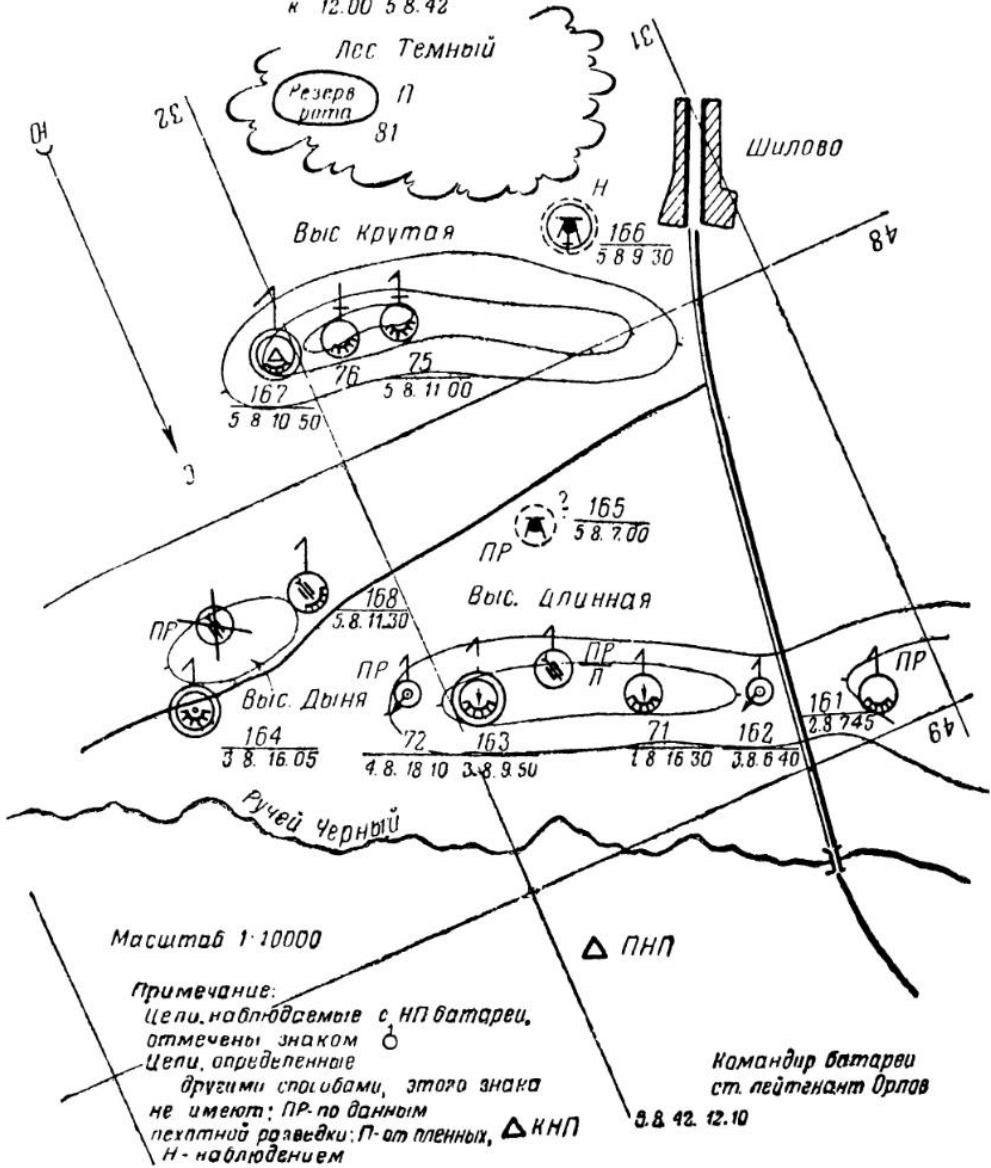 к 12.00 5 8.42
Лес Темный
Резерв
рота
П
81
31
32
Ю
Шилово
Н
166
5 8 9 30
48
Выс Крутая
167
5 8 10 50
76
75
5 8. 11 00
С
165
5 8. 7.00
?
ПР
168
5.8.11.30
Выс. Длинная
ПР
ПР
ПР
П
ПР
Выс. Дыня
164
3 8. 16.05
72
4. 8. 18 10
163
3.8.9.50
71
1 8 16 30
162
3.8.6 40
161
2.8 7 45
49
Ручей Черный
Масштаб 1:10000
ПНП
Примечание:
Цели, наблюдаемые с НП батареи,
отмечены знаком
Цели, определенные
другими способами, этого знака
не имеют; ПР-по данным
пехотной разведки; П-от пленных,
Н-наблюдением
КНП
Командир батареи
ст. лейтенант Орлов
5.8. 42. 12.10